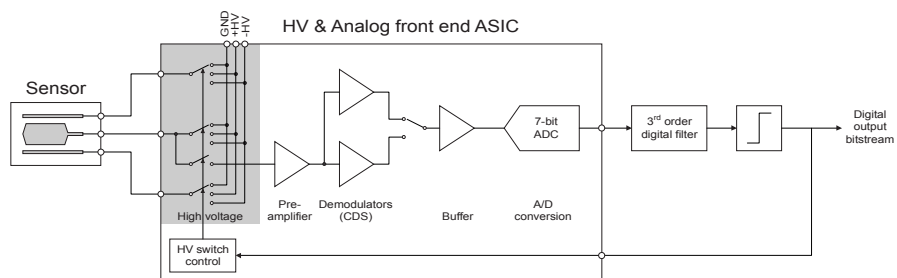 HV & Analog front end ASIC
GND
+HV
-HV
Sensor
7-bit
ADC
3rd order
digital filter
Digital
output
bitstream
High voltage
Pre-
amplifier
Demodulators
(CDS)
Buffer
A/D
conversion
HV switch
control